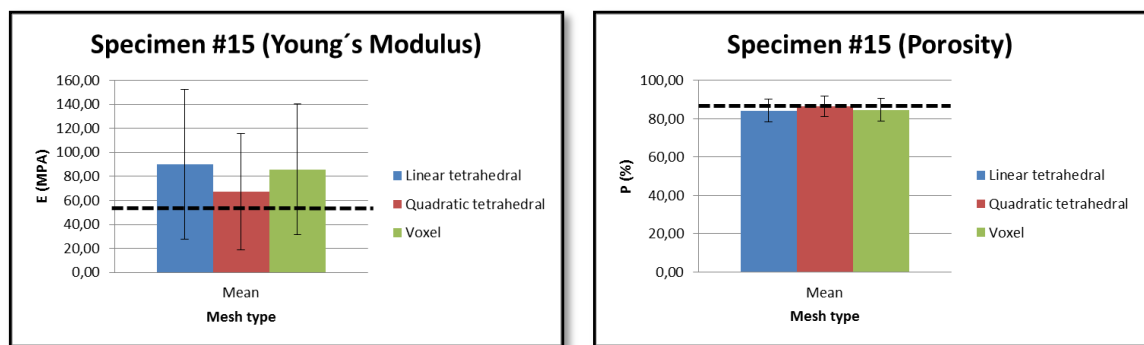 Specimen #15 (Young´s Modulus)
160,00
140,00
120,00
100,00
80,00
60,00
40,00
20,00
0,00
E (MPA)
Mean
Mesh type
Linear tetrahedral
Quadratic tetrahedral
Voxel
Specimen #15 (Porosity)
100,00
80,00
60,00
40,00
20,00
0,00
P (%)
Mean
Mesh type
Linear tetrahedral
Quadratic tetrahedral
Voxel